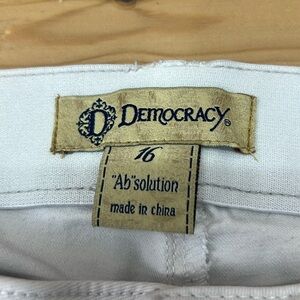 D DEMOCRACY®
16
"Ab"solution
made in china